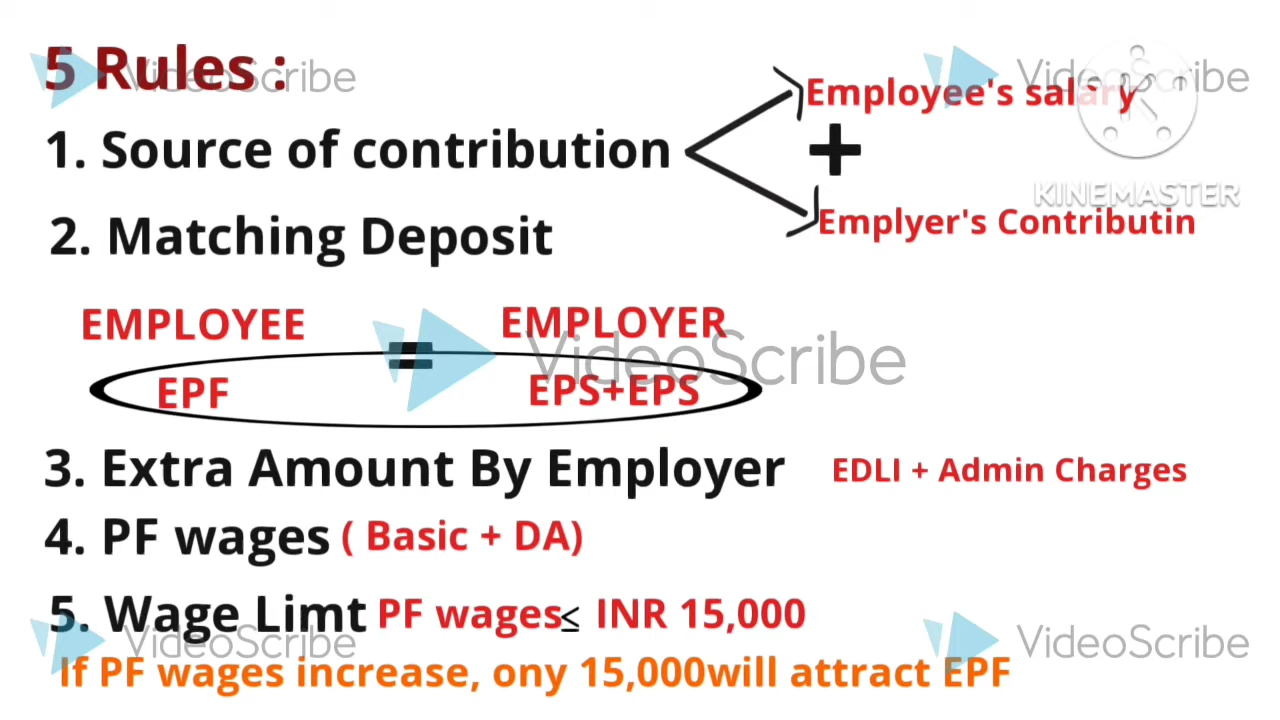 5 Rules :
VideoScribe
VideoScribe
Employee's salary
1. Source of contribution
+
KINEMASTER
Emplyer's Contributin
2. Matching Deposit
EMPLOYEE
=
EMPLOYER
VideoScribe
EPF
EPS+EPS
3. Extra Amount By Employer
EDLI + Admin Charges
4. PF wages ( Basic + DA)
5. Wage Limt PF wages≤ INR 15,000
VideoScribe
VideoScribe
If PF wages increase, ony 15,000will attract EPF